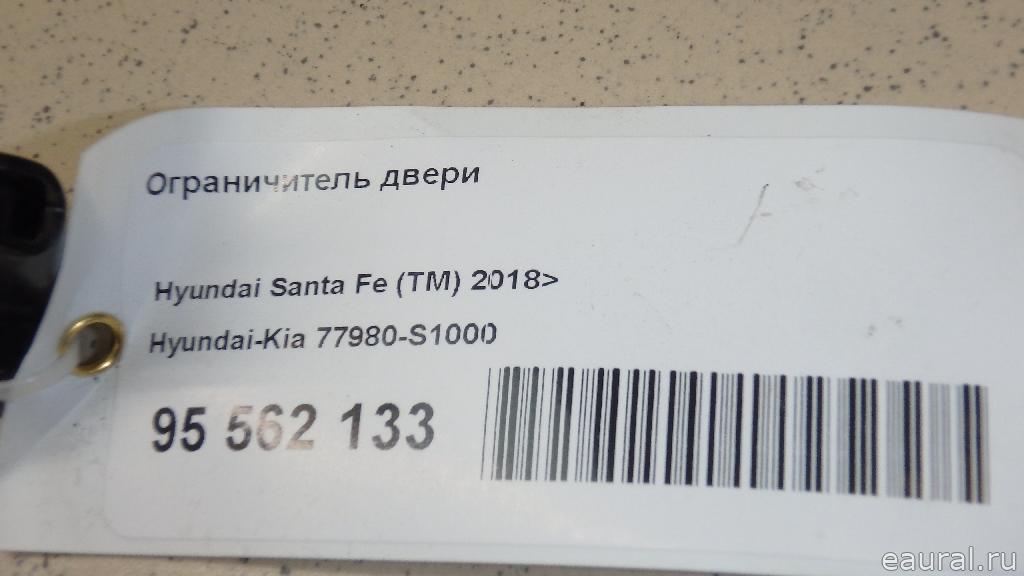 Ограничитель двери
Hyundai Santa Fe (TM) 2018>
Hyundai-Kia 77980-S1000
95 562 133
eaural.ru